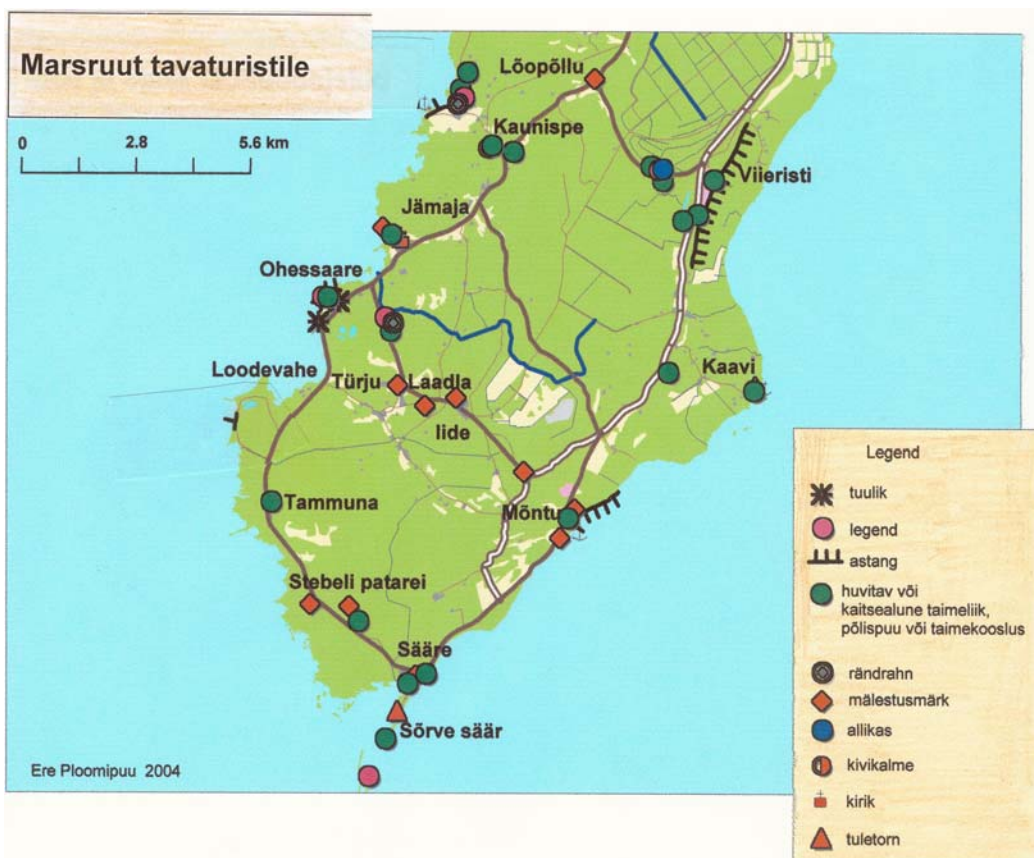 Marsruut tavaturistile
0 2.8 5.6 km
Lõopõllu
Kaunispe
Viieristi
Jämaja
Ohessaare
Loodevahe
Türju
Laadla
Kaavi
Iide
Tammuna
Mõntu
Stebeli patarei
Sääre
Sõrve säär
Ere Ploomipuu 2004
Legend
tuulik
legend
astang
huvitav või
kaitsealune taimeliik,
põlispuu või taimekooslus
rändrahn
mälestusmärk
allikas
kivikalme
kirik
tuletorn